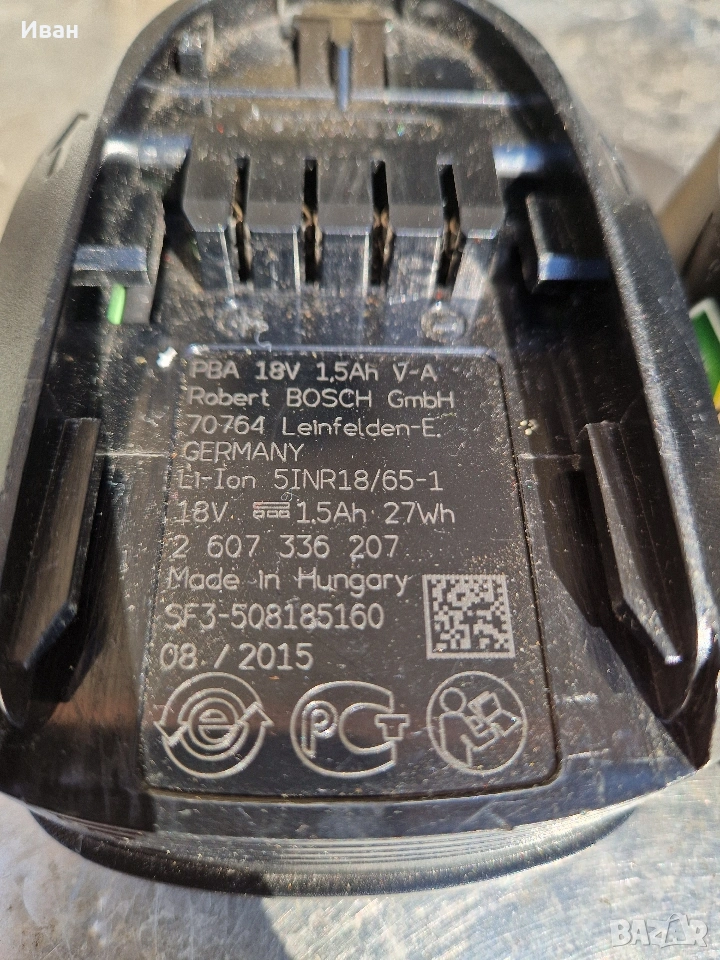 Иван
PBA 18V 1,5Ah V-A
Robert BOSCH GmbH
70764 Leinfelden-E.
GERMANY
Li-Ion 5INR18/65-1
18V 1.5Ah 27Wh
2 607 336 207
Made in Hungary
SF3-508185160
08 / 2015
e PCT
BAZAR